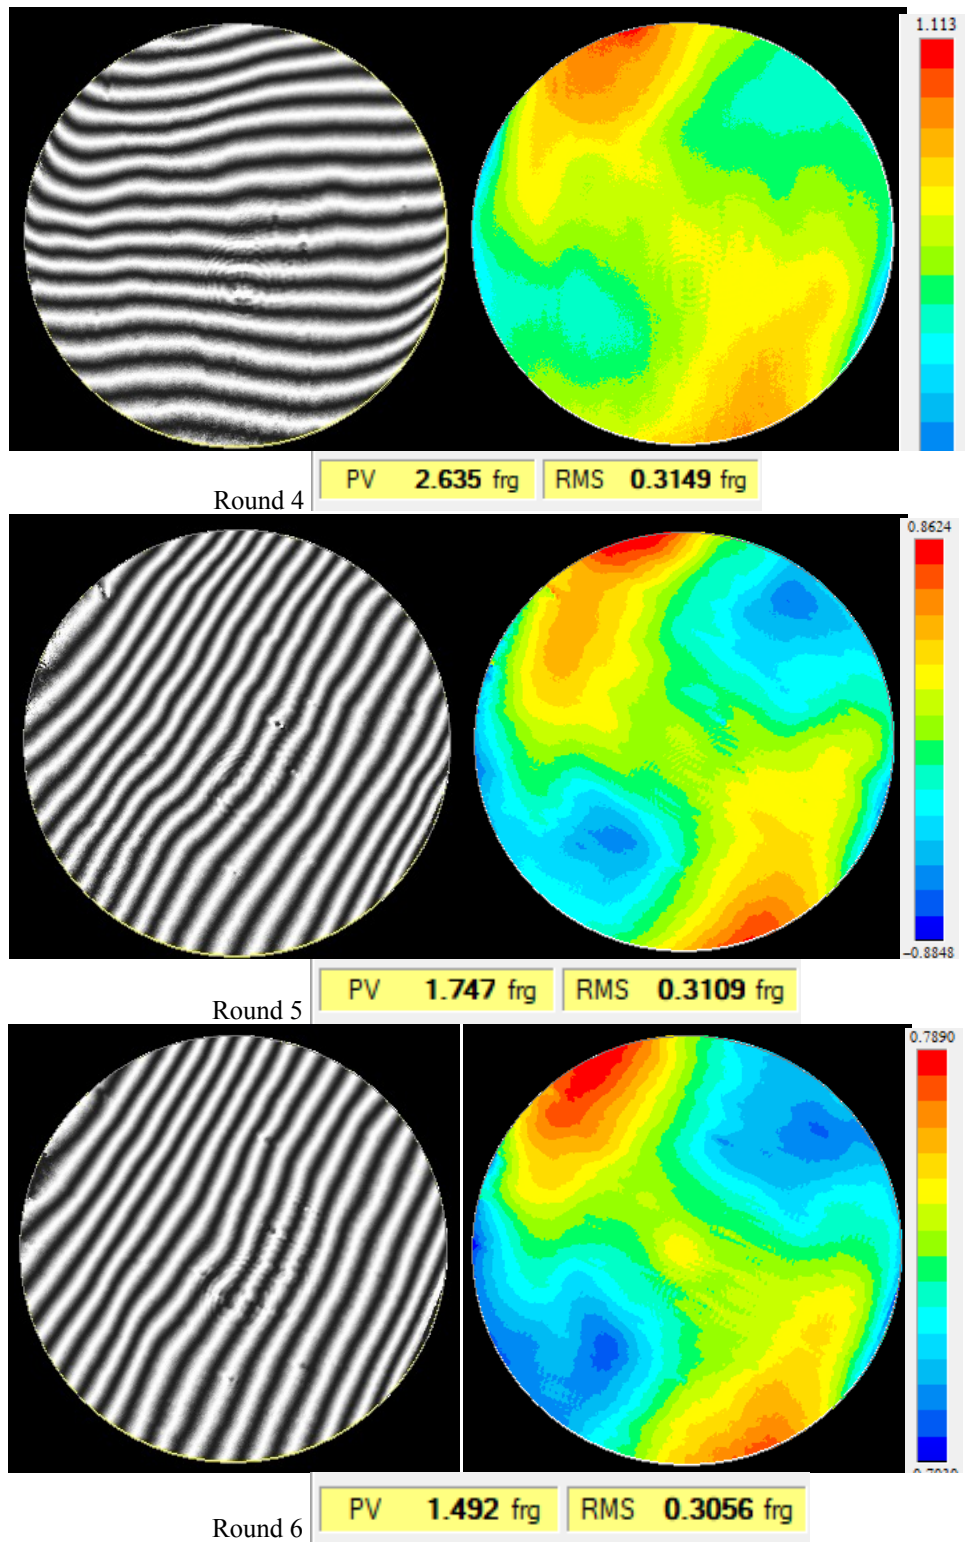 1.113
PV 2.635 frg RMS 0.3149 frg
Round 4
0.8624
-0.8848
PV 1.747 frg RMS 0.3109 frg
Round 5
0.7890
PV 1.492 frg RMS 0.3056 frg
Round 6